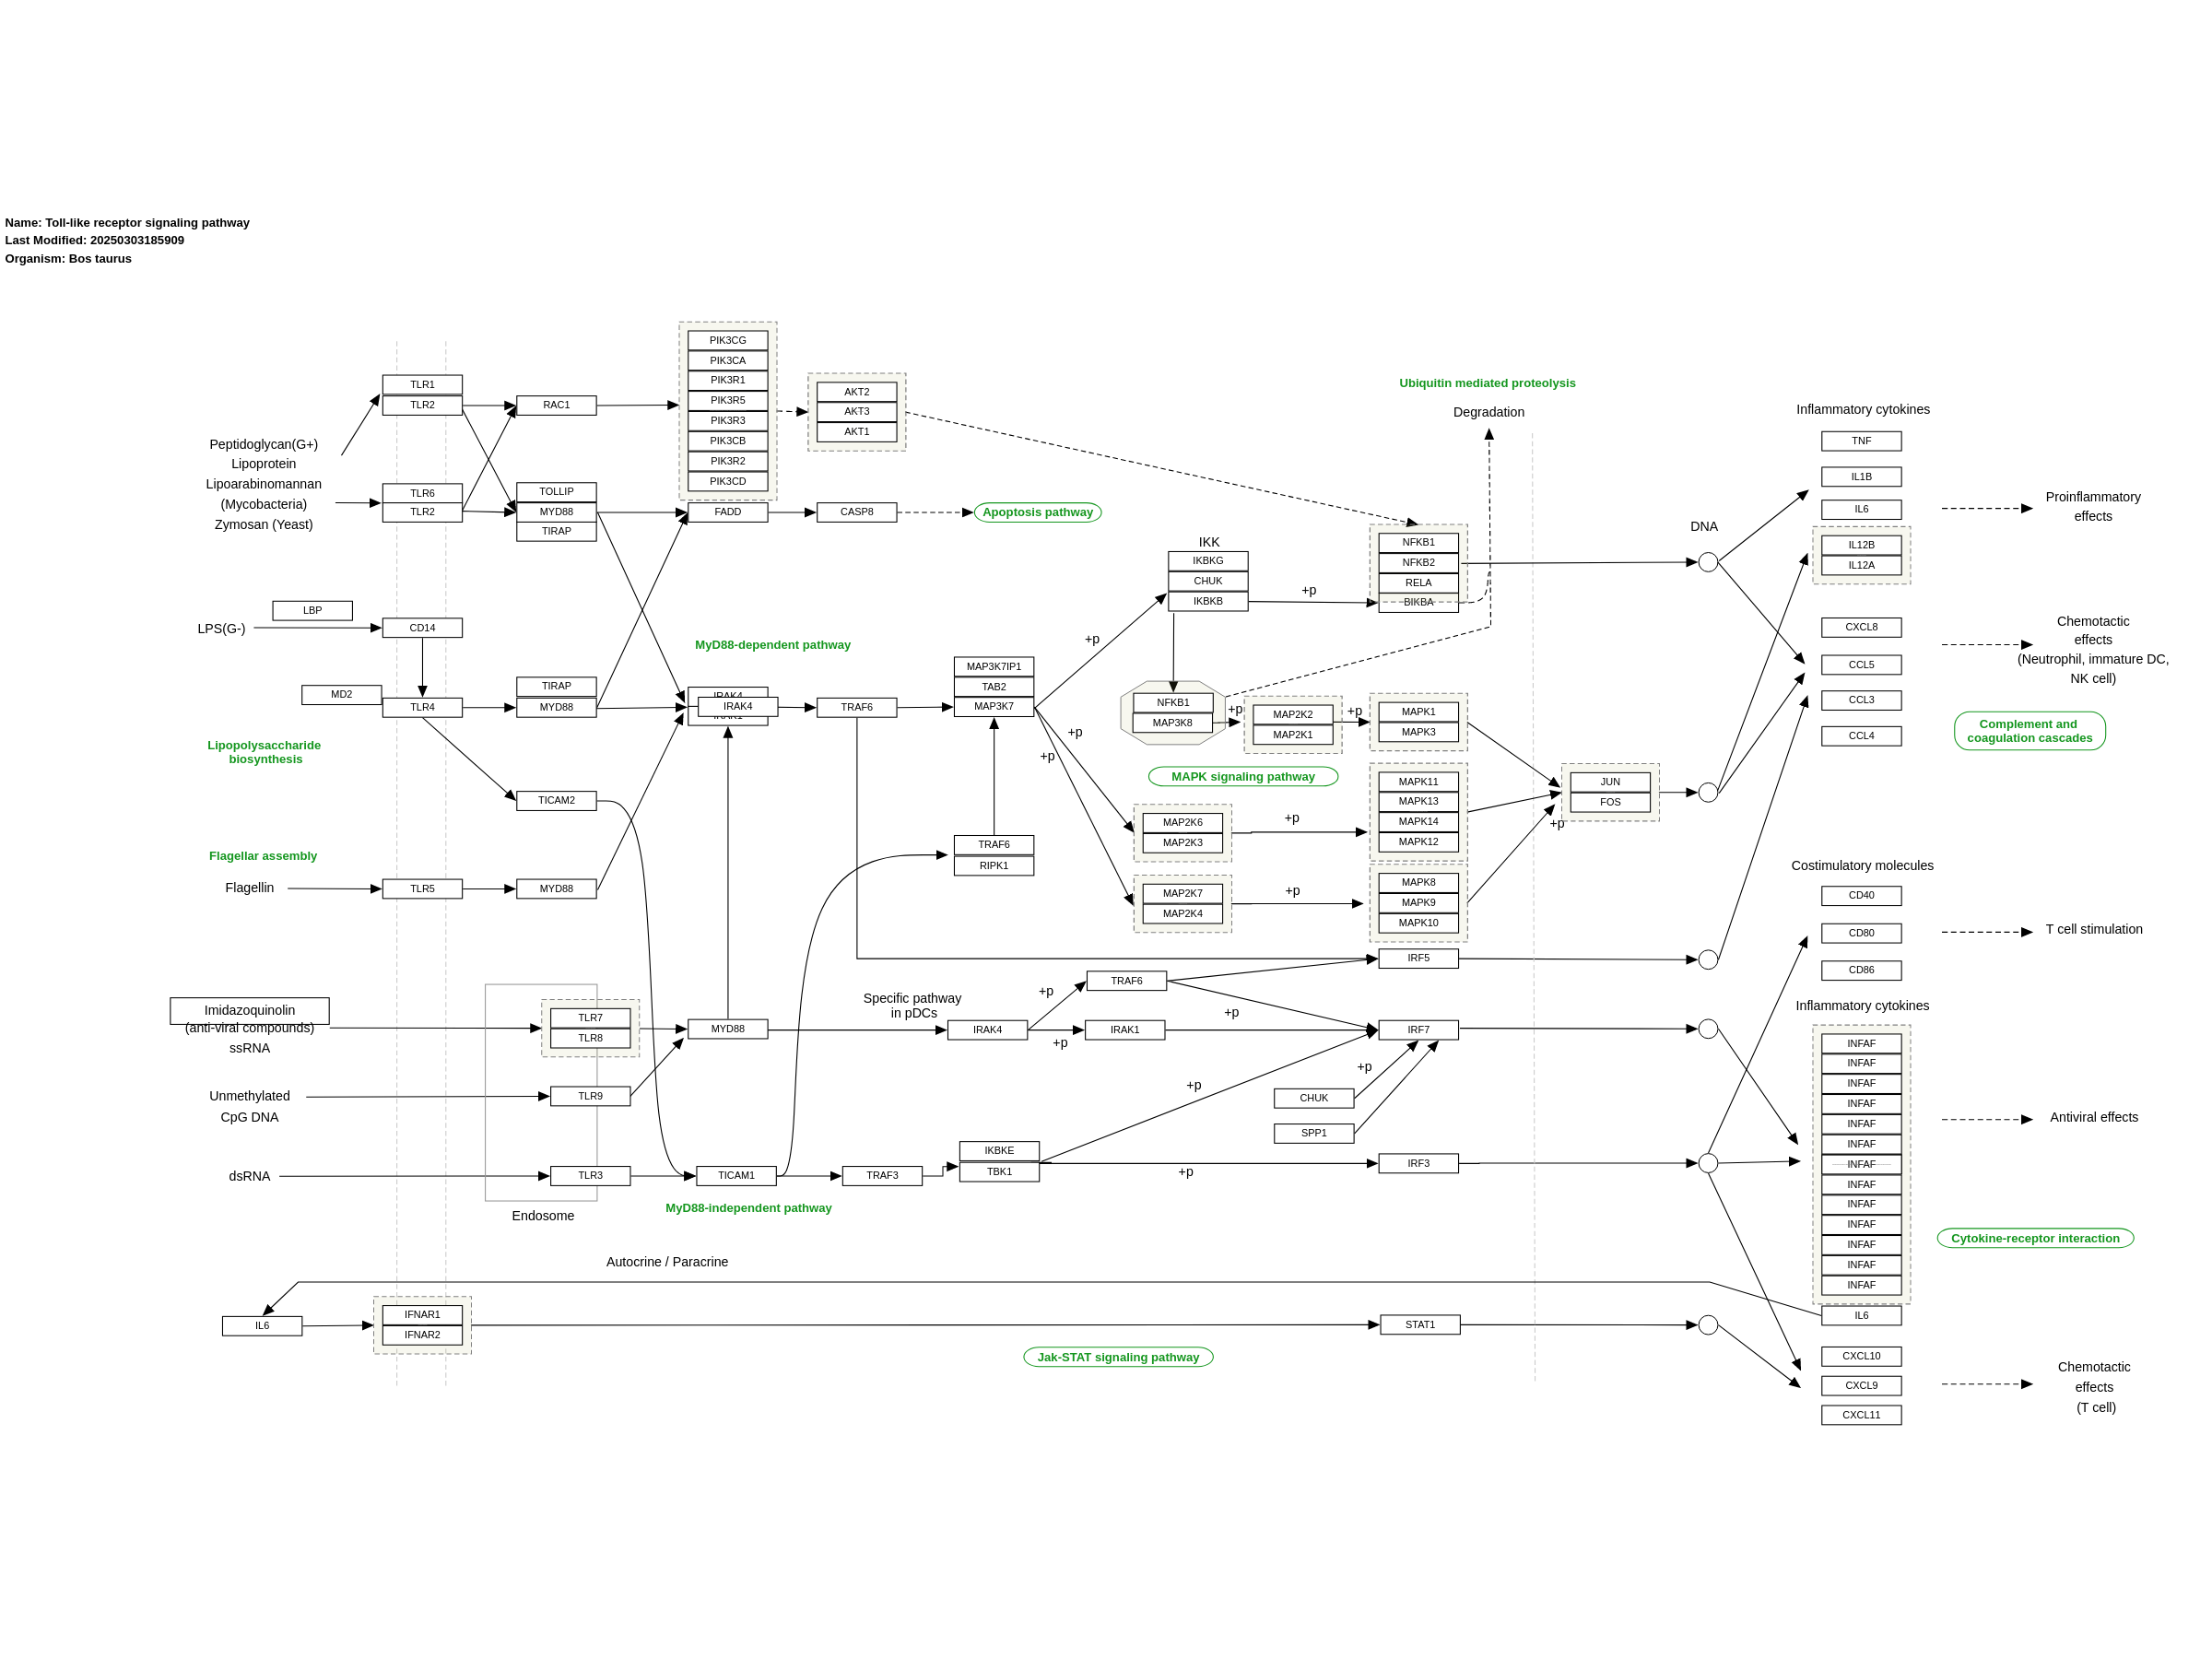 Name: Toll-like receptor signaling pathway
Last Modified: 20250303185909
Organism: Bos taurus
Peptidoglycan(G+)
Lipoprotein
Lipoarabinomannan
(Mycobacteria)
Zymosan (Yeast)
LBP
LPS(G-)
MD2
Lipopolysaccharide
biosynthesis
Flagellar assembly
Flagellin
Imidazoquinolin
(anti-viral compounds)
ssRNA
Unmethylated
CpG DNA
dsRNA
IL6
TLR1
TLR2
TLR6
TLR2
CD14
TLR4
TLR5
IFNAR1
IFNAR2
RAC1
TOLLIP
MYD88
TIRAP
TIRAP
MYD88
TICAM2
MYD88
TLR7
TLR8
TLR9
TLR3
Endosome
Autocrine / Paracrine
PIK3CG
PIK3CA
PIK3R1
PIK3R5
PIK3R3
PIK3CB
PIK3R2
PIK3CD
FADD
AKT2
AKT3
AKT1
CASP8
Apoptosis pathway
MyD88-dependent pathway
IRAK4
IRAK4
IRAK1
TRAF6
MYD88
TICAM1
TRAF3
MyD88-independent pathway
MAP3K7IP1
TAB2
MAP3K7
TRAF6
RIPK1
Specific pathway
in pDCs
IRAK4
IRAK1
TRAF6
+p
+p
+p
IKBKE
TBK1
+p
+p
IKK
IKBKG
CHUK
IKBKB
+p
+p
+p
+p
NFKB1
MAP3K8
+p
MAP2K2
MAP2K1
+p
MAPK signaling pathway
MAP2K6
MAP2K3
+p
MAP2K7
MAP2K4
+p
CHUK
SPP1
+p
Jak-STAT signaling pathway
Ubiquitin mediated proteolysis
Degradation
NFKB1
NFKB2
RELA
BIKBA
MAPK1
MAPK3
MAPK11
MAPK13
MAPK14
MAPK12
MAPK8
MAPK9
MAPK10
IRF5
IRF7
IRF3
STAT1
JUN
FOS
+p
DNA
Inflammatory cytokines
TNF
IL1B
IL6
IL12B
IL12A
CXCL8
CCL5
CCL3
CCL4
Costimulatory molecules
CD40
CD80
CD86
Inflammatory cytokines
INFAF
INFAF
INFAF
INFAF
INFAF
INFAF
INFAF
INFAF
INFAF
INFAF
INFAF
INFAF
INFAF
IL6
CXCL10
CXCL9
CXCL11
Proinflammatory
effects
Chemotactic
effects
(Neutrophil, immature DC,
NK cell)
Complement and
coagulation cascades
T cell stimulation
Antiviral effects
Cytokine-receptor interaction
Chemotactic
effects
(T cell)